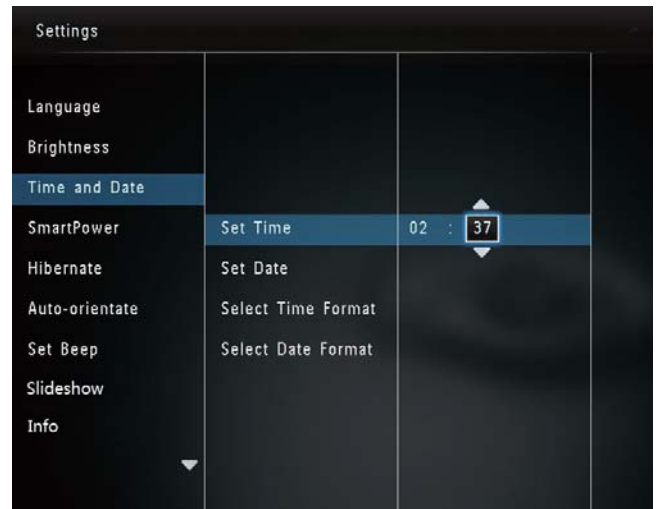 Settings
Language
Brightness
Time and Date
SmartPower
Hibernate
Auto-orientate
Set Beep
Slideshow
Info
Set Time
Set Date
Select Time Format
Select Date Format
02 : 37